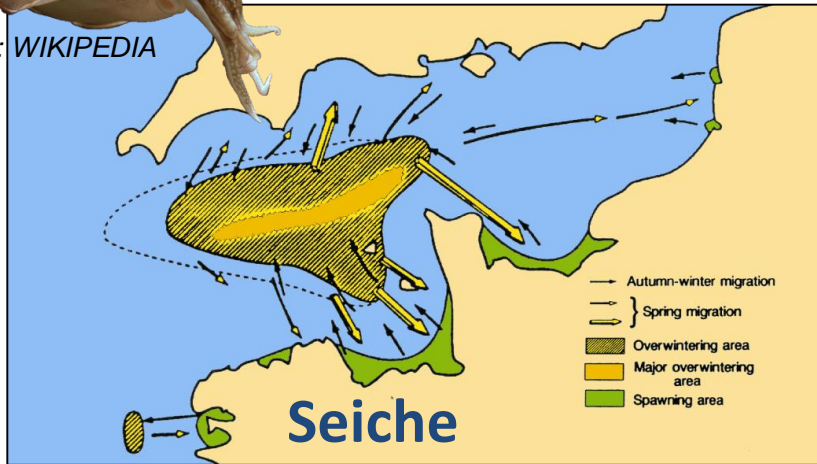 : WIKIPEDIA
Autumn-winter migration
} Spring migration
Overwintering area
Major overwintering
area
Spawning area
Seiche